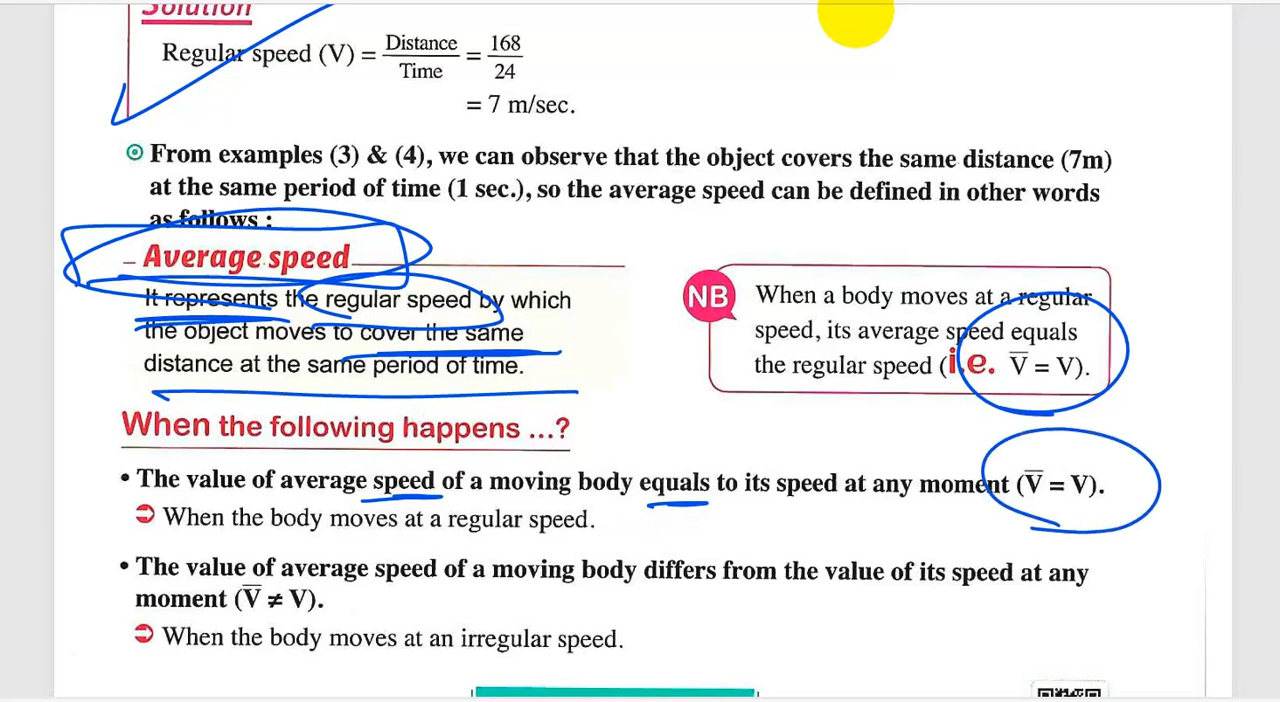 Solution
Regular speed (V) = Distance / Time = 168 / 24
= 7 m/sec.
From examples (3) & (4), we can observe that the object covers the same distance (7m)
at the same period of time (1 sec.), so the average speed can be defined in other words
as follows :
Average speed
It represents the regular speed by which
the object moves to cover the same
distance at the same period of time.
NB
When a body moves at a regular
speed, its average speed equals
the regular speed (i.e. V̅ = V).
When the following happens ...?
• The value of average speed of a moving body equals to its speed at any moment (V̅ = V).
When the body moves at a regular speed.
• The value of average speed of a moving body differs from the value of its speed at any
moment (V̅ ≠ V).
When the body moves at an irregular speed.